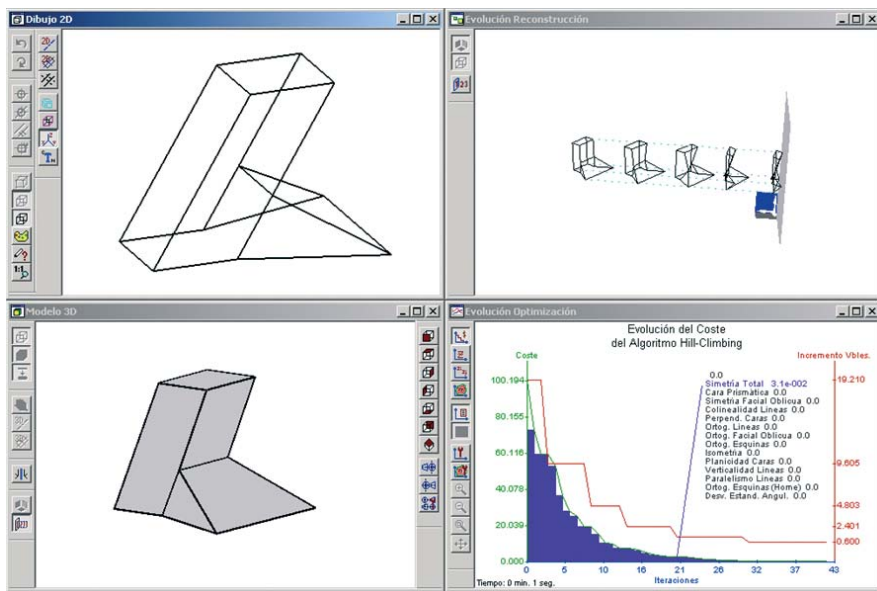 Dibujo 2D
Evolución Reconstrucción
Modelo 3D
Evolución Optimización
Evolución del Coste
del Algoritmo Hill-Climbing
Coste
Incremento Vbles.
100.194
80.155
60.116
40.078
20.039
0.000
19.210
9.605
4.803
2.401
0.600
0.0
Simetría Total 3.1e-002
Cara Prismática 0.0
Simetría Facial Oblicua 0.0
Colinealidad Líneas 0.0
Perpend. Caras 0.0
Ortog. Líneas 0.0
Ortog. Facial Oblicua 0.0
Ortog. Esquinas 0.0
Isometría 0.0
Planicidad Caras 0.0
Verticalidad Líneas 0.0
Paralelismo Líneas 0.0
Ortog. Esquinas (Home) 0.0
Desv. Estand. Angul. 0.0
0 5 11 16 21 26 32 37 43
Iteraciones
Tiempo: 0 min. 1 seg.